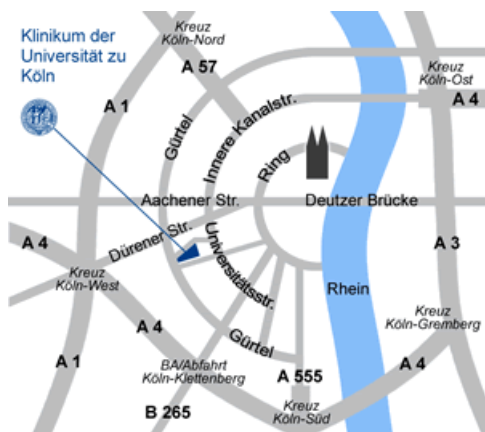 Klinikum der
Universität zu
Köln
Kreuz
Köln-Nord
A 57
Kreuz
Köln-Ost
A 4
A 1
Gürtel
Innere Kanalstr.
Ring
Aachener Str.
Deutzer Brücke
Dürener Str.
A 4
Universitätsstr.
A 3
Kreuz
Köln-West
Rhein
Kreuz
Köln-Gremberg
A 4
Gürtel
A 1
BA/Abfahrt
Köln-Klettenberg
A 555
A 4
B 265
Kreuz
Köln-Süd